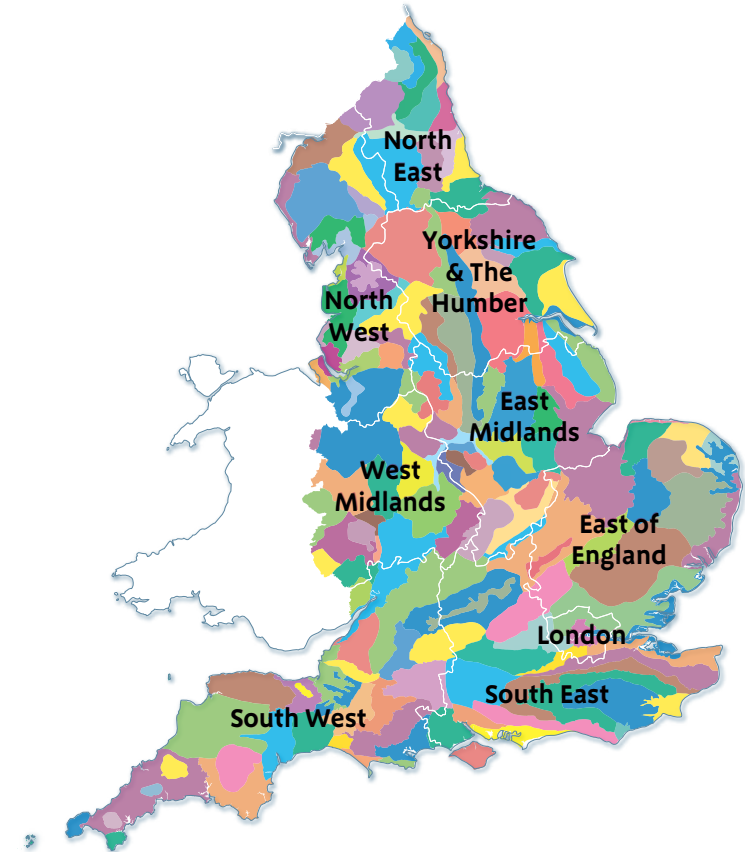 North
East
Yorkshire
& The
Humber
North
West
East
Midlands
West
Midlands
East of
England
London
South East
South West